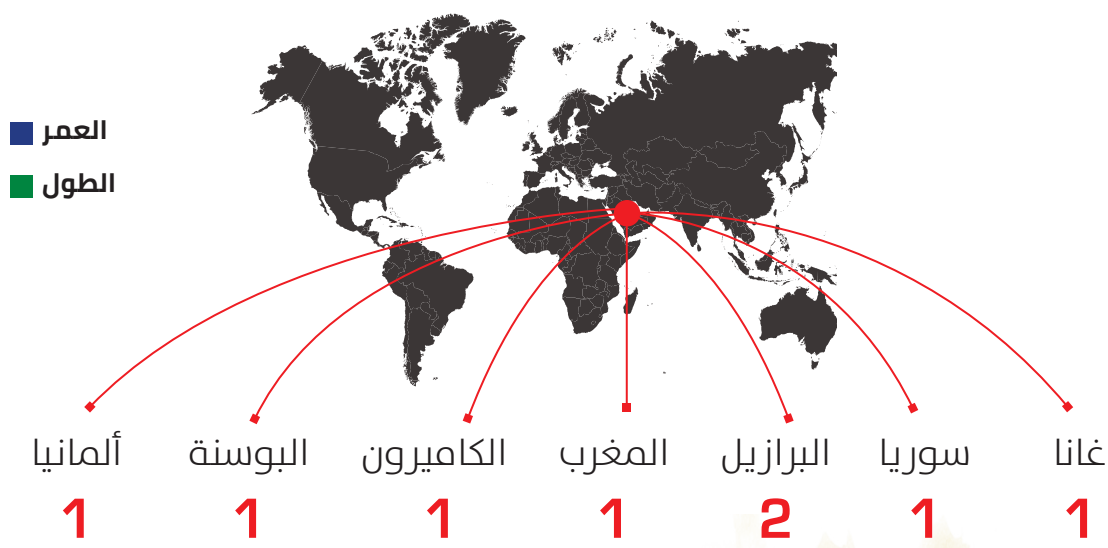 العمر
الطول
غانا سوريا البرازيل المغرب الكاميرون البوسنة ألمانيا
1 1 2 1 1 1 1